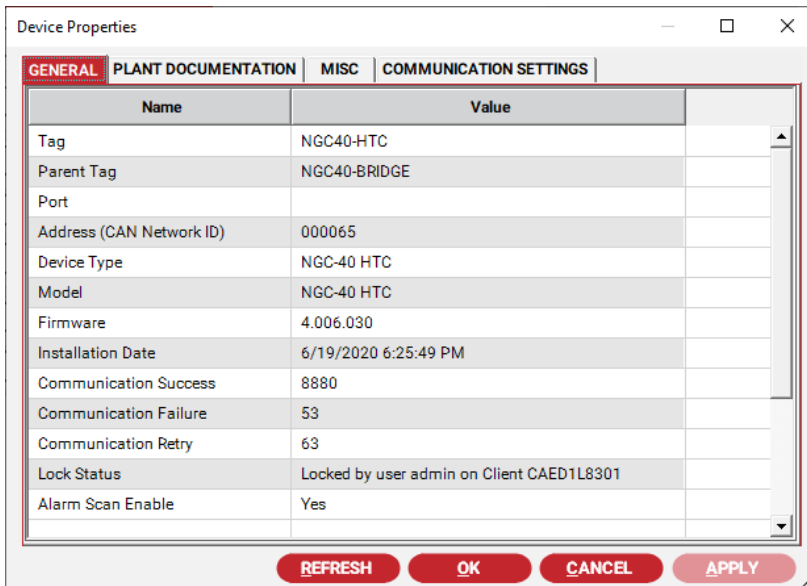 Device Properties
GENERAL PLANT DOCUMENTATION MISC COMMUNICATION SETTINGS
Name Value
Tag NGC40-HTC
Parent Tag NGC40-BRIDGE
Port
Address (CAN Network ID) 000065
Device Type NGC-40 HTC
Model NGC-40 HTC
Firmware 4.006.030
Installation Date 6/19/2020 6:25:49 PM
Communication Success 8880
Communication Failure 53
Communication Retry 63
Lock Status Locked by user admin on Client CAED1L8301
Alarm Scan Enable Yes
REFRESH OK CANCEL APPLY